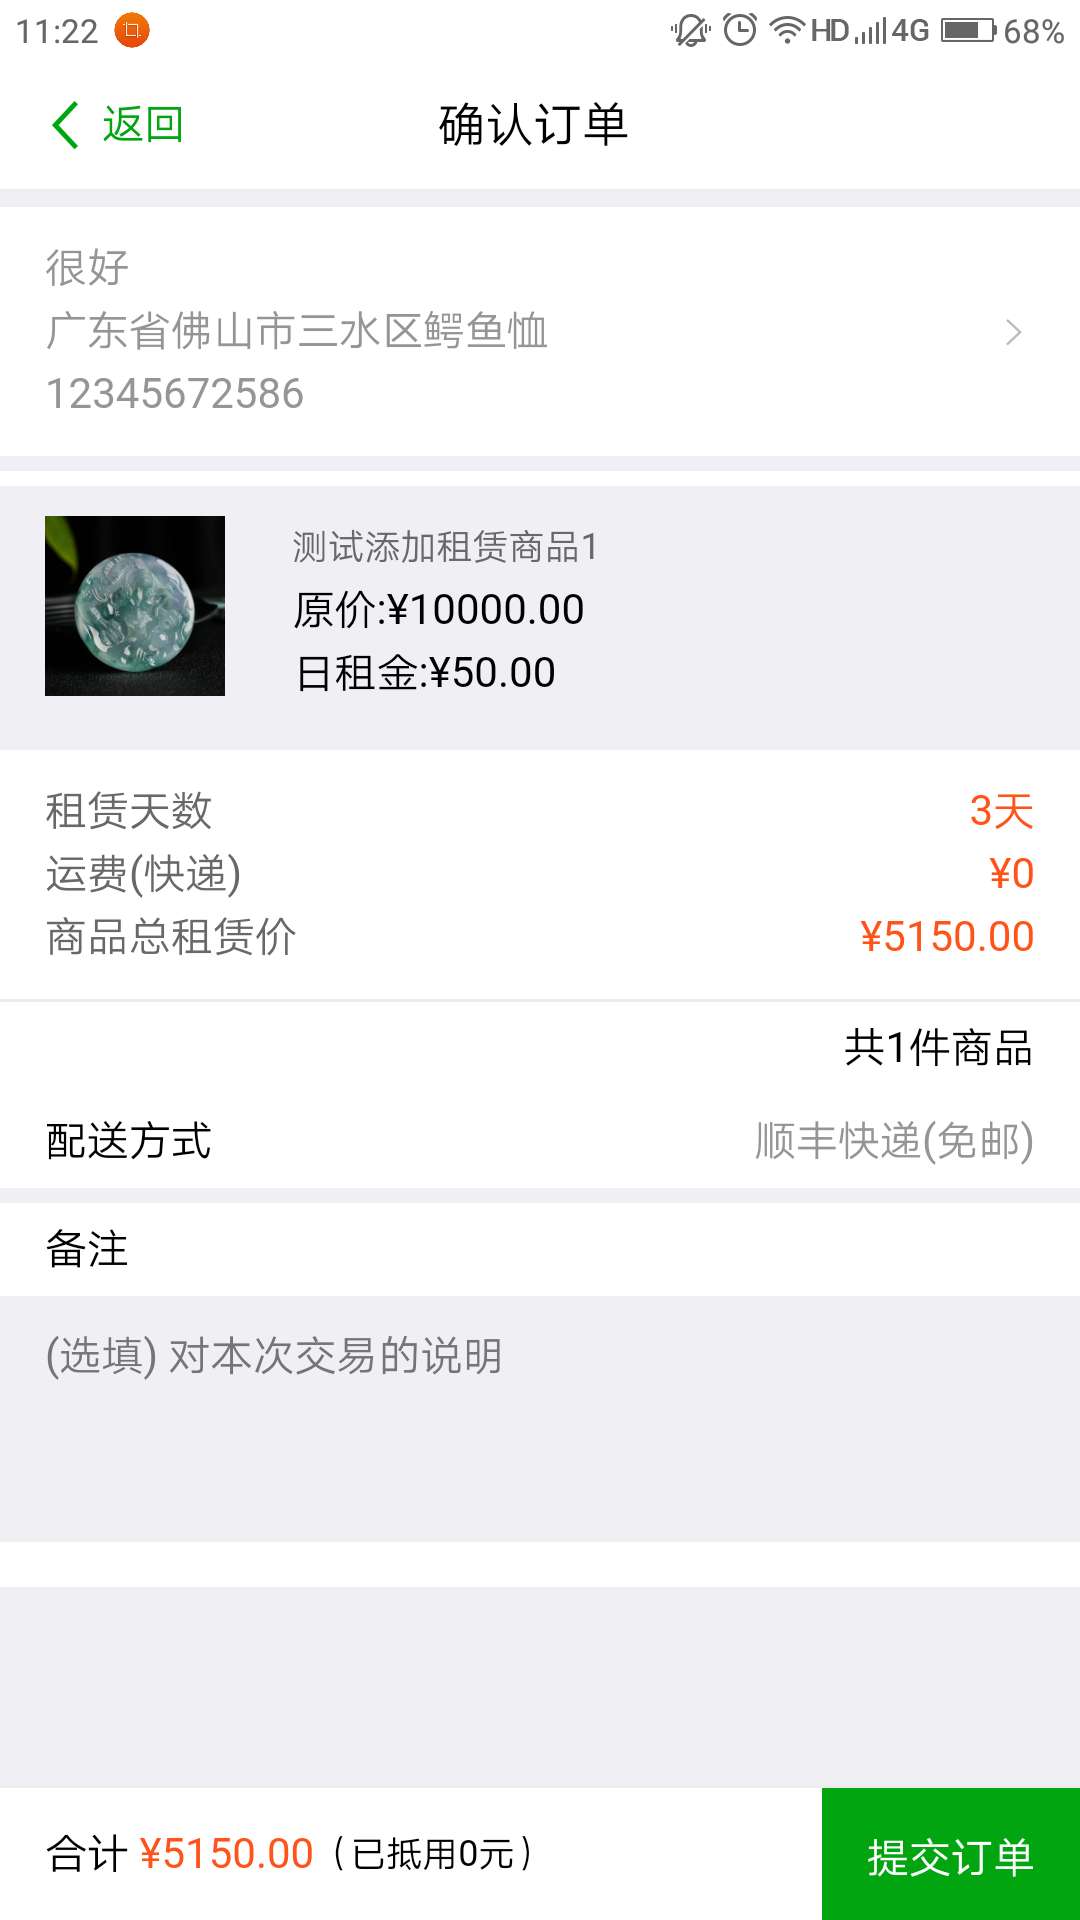 11:22 HD 4G 68%
返回 确认订单
很好
广东省佛山市三水区鳄鱼恤
12345672586
测试添加租赁商品1
原价:¥10000.00
日租金:¥50.00
租赁天数 3天
运费(快递) ¥0
商品总租赁价 ¥5150.00
共1件商品
配送方式 顺丰快递(免邮)
备注
(选填) 对本次交易的说明
合计 ¥5150.00（已抵用0元） 提交订单